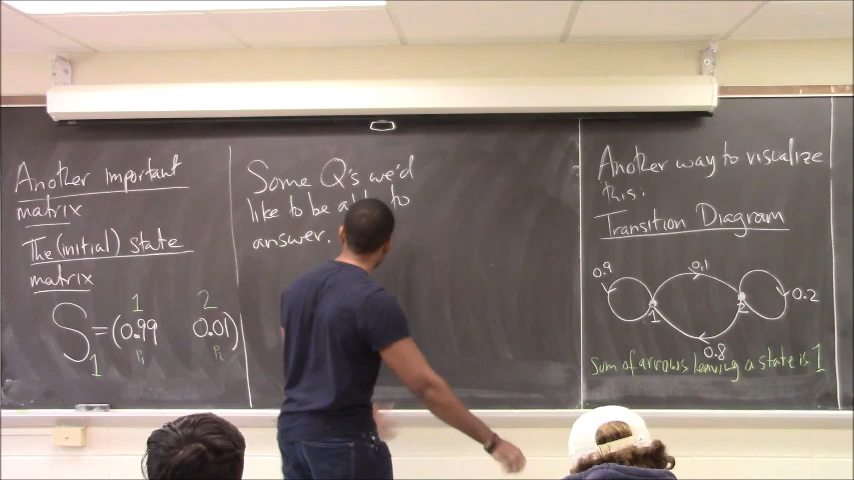 Another important
matrix
The (initial) state
matrix
1 2
S = (0.99 0.01)
1
Some Q's we'd
like to be able to
answer.
Another way to visualize
this:
Transition Diagram
0.9 0.1
0.2
1 2
0.8
Sum of arrows leaving a state is 1